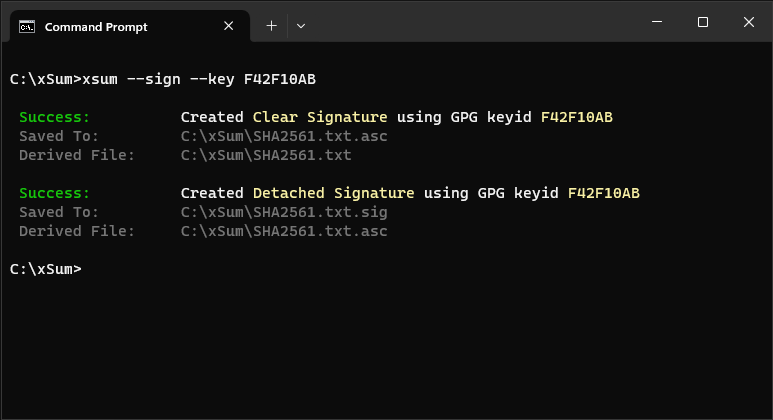 Command Prompt
C:\xSum>xsum --sign --key F42F10AB
Success: Created Clear Signature using GPG keyid F42F10AB
Saved To: C:\xSum\SHA2561.txt.asc
Derived File: C:\xSum\SHA2561.txt
Success: Created Detached Signature using GPG keyid F42F10AB
Saved To: C:\xSum\SHA2561.txt.sig
Derived File: C:\xSum\SHA2561.txt.asc
C:\xSum>